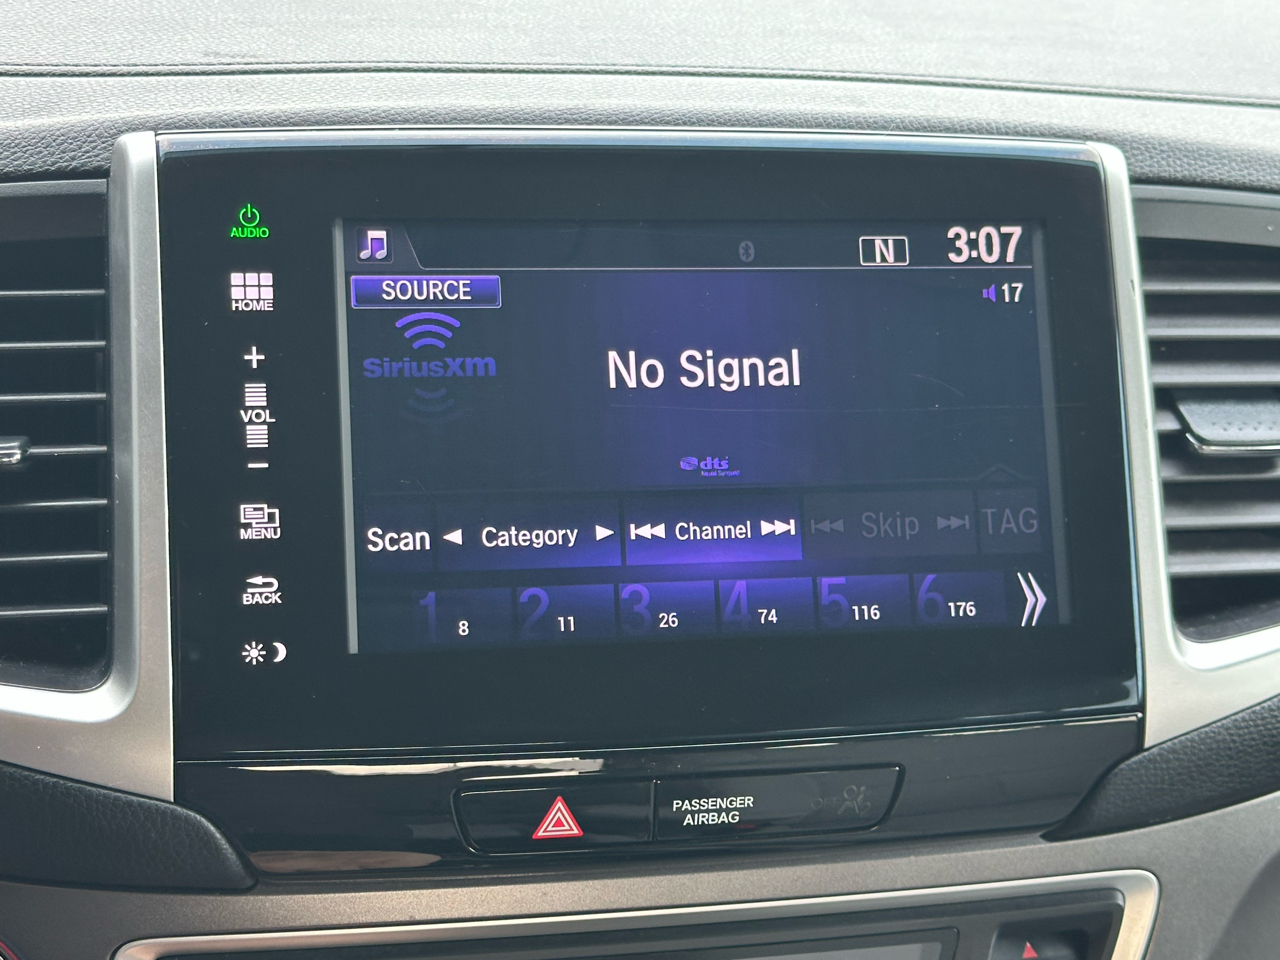 AUDIO
HOME
+
VOL
−
MENU
BACK
N 3:07
SOURCE
17
SiriusXM
No Signal
dts
Scan Category Channel Skip TAG
1 8 2 11 3 26 4 74 5 116 6 176
PASSENGER
AIRBAG
OFF